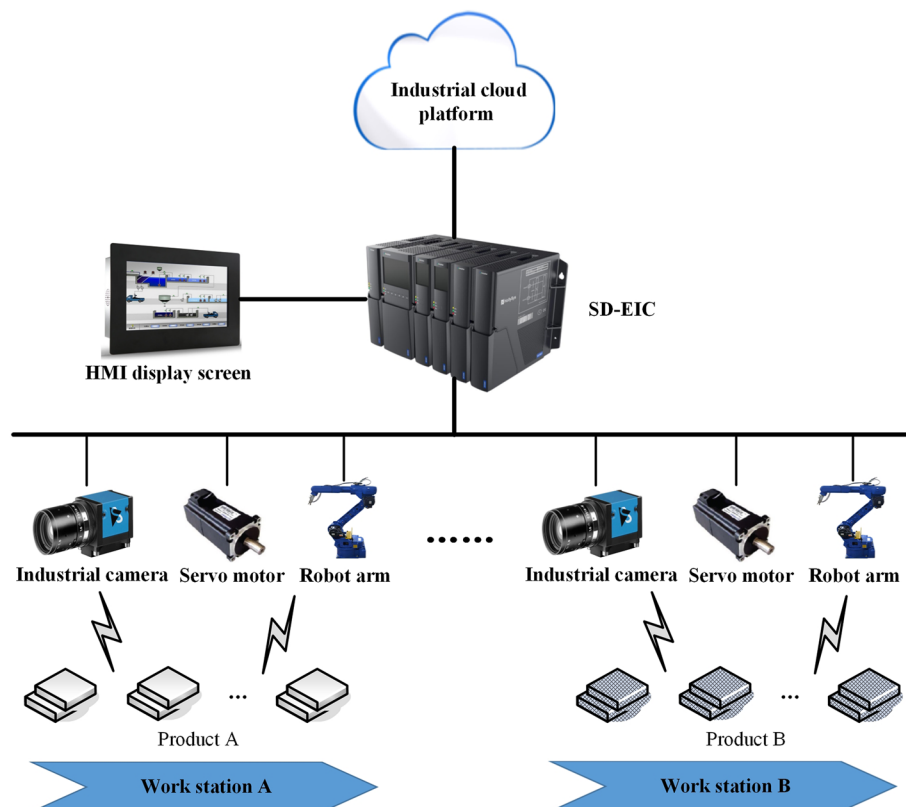 Industrial cloud
platform
SD-EIC
HMI display screen
Industrial camera
Servo motor
Robot arm
......
Industrial camera
Servo motor
Robot arm
...
...
Product A
Product B
Work station A
Work station B